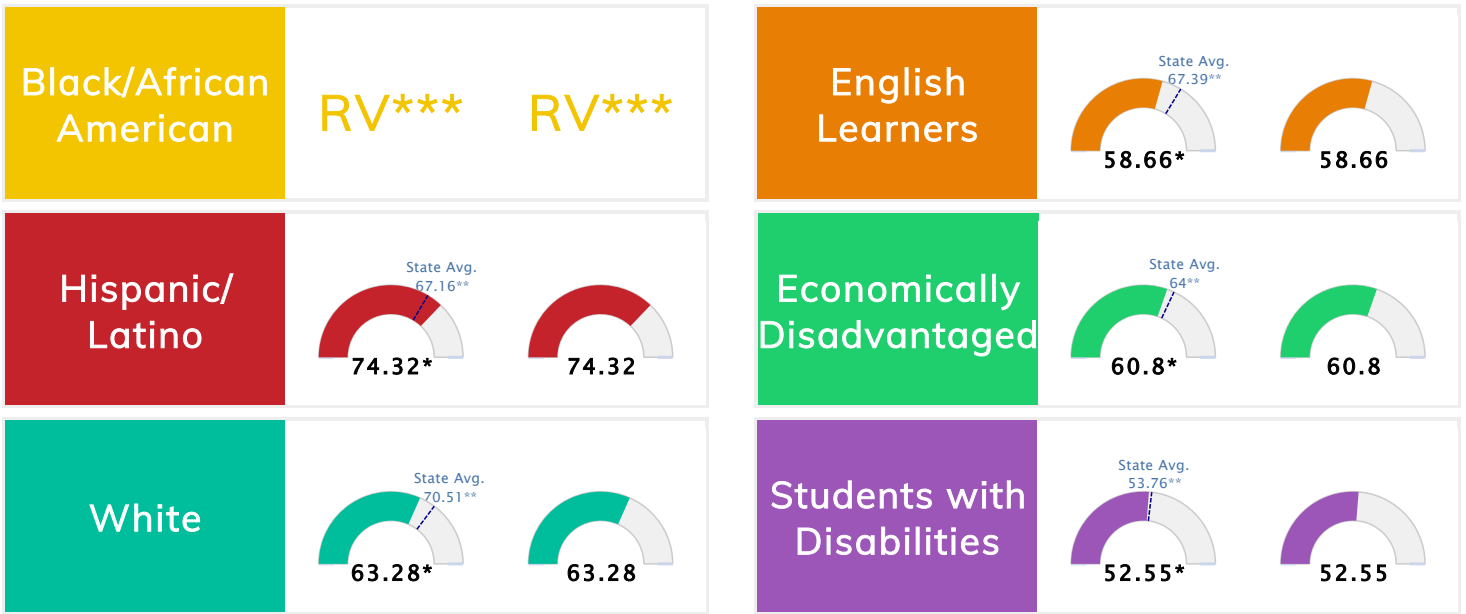 Black/African
American
RV*** RV***
English
Learners
State Avg.
67.39**
58.66* 58.66
Hispanic/
Latino
State Avg.
67.16**
74.32* 74.32
Economically
Disadvantaged
State Avg.
64**
60.8* 60.8
White
State Avg.
70.51**
63.28* 63.28
Students with
Disabilities
State Avg.
53.76**
52.55* 52.55